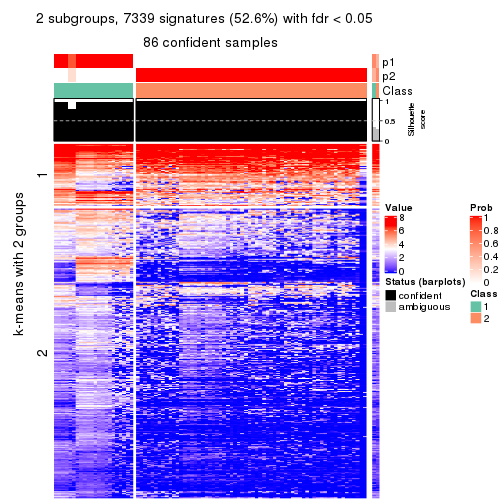 2 subgroups, 7339 signatures (52.6%) with fdr < 0.05
86 confident samples
p1
p2
Class
1
0.5
0
Silhouette
score
k-means with 2 groups
1
2
Value
8
6
4
2
0
Prob
1
0.8
0.6
0.4
0.2
0
Status (barplots)
confident
ambiguous
Class
1
2